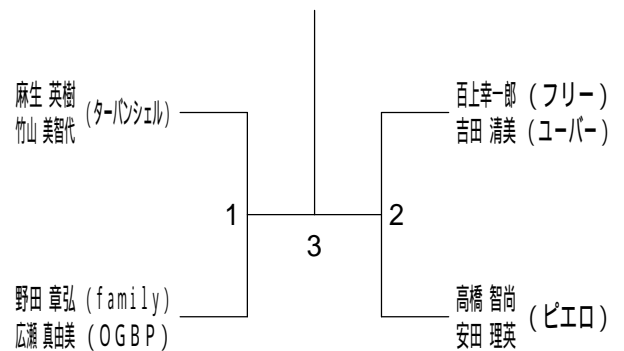 麻生 英樹
竹山 美智代
(ターバンシェル)
百上幸一郎 (フリー)
吉田 清美 (ユーバー)
1
2
3
野田 章弘 (family)
広瀬 真由美 (OGBP)
高橋 智尚
安田 理英
(ピエロ)